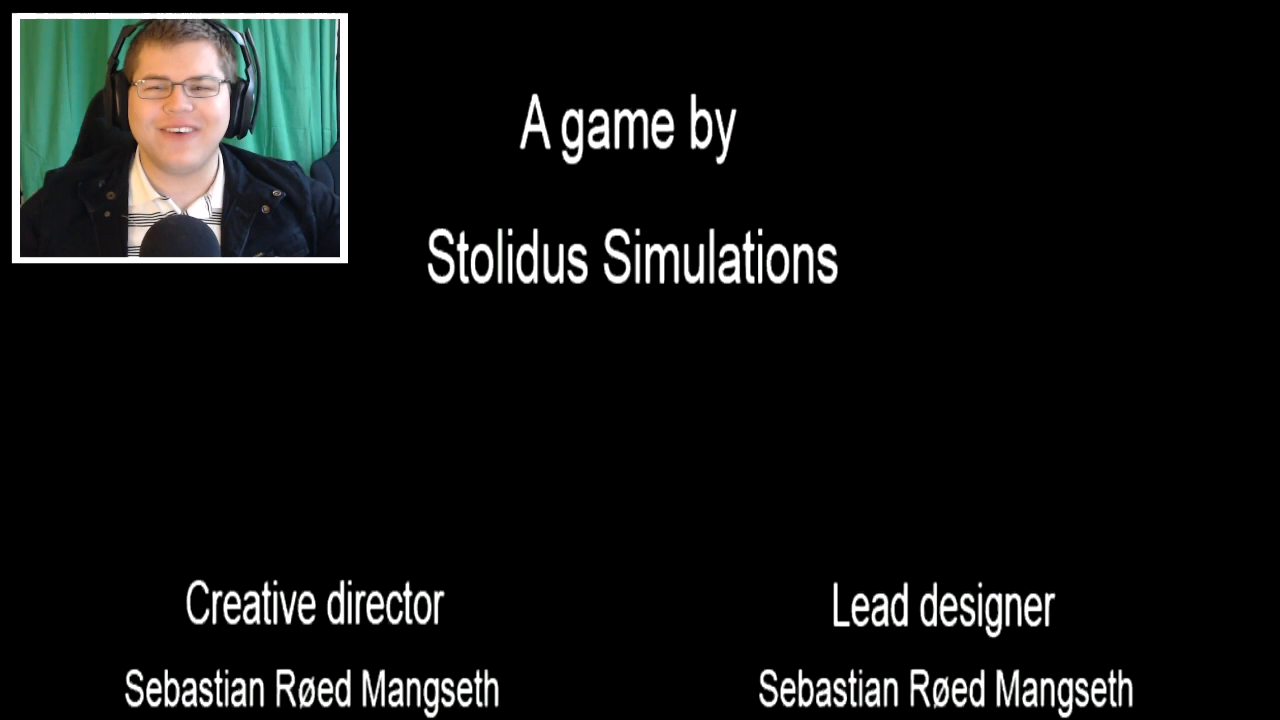 A game by
Stolidus Simulations
Creative director
Lead designer
Sebastian Røed Mangseth
Sebastian Røed Mangseth